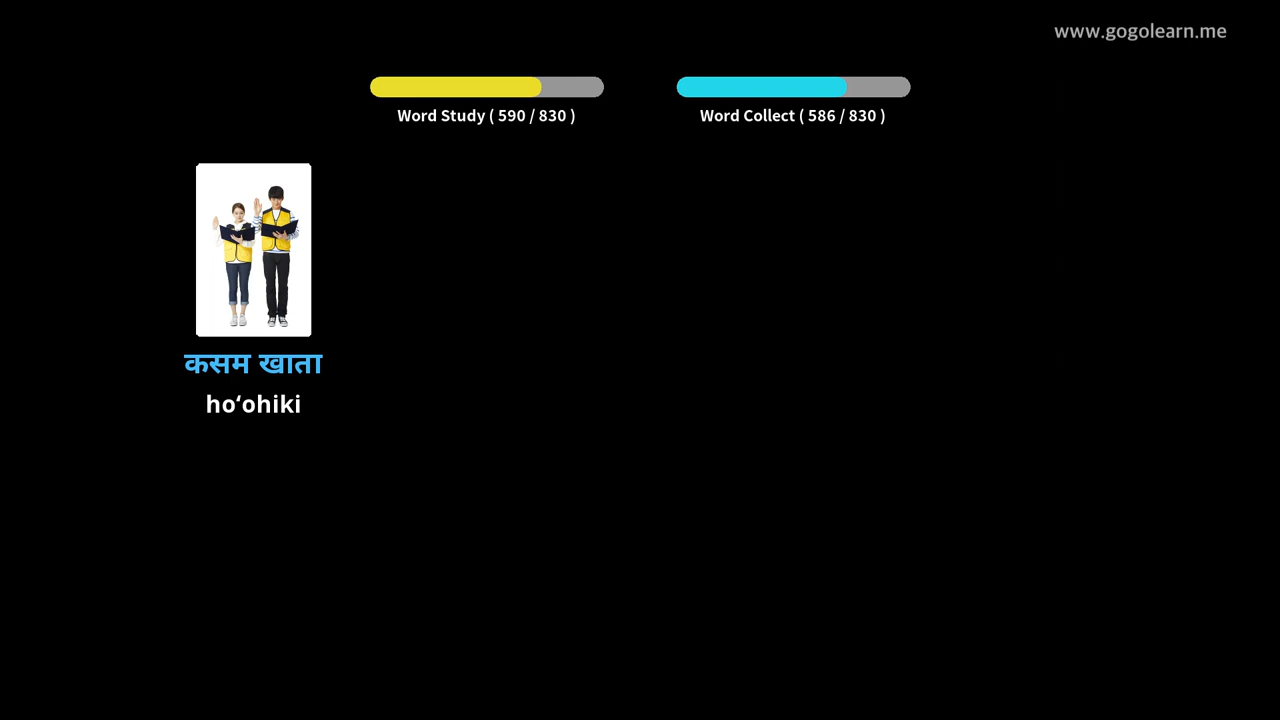 www.gogolearn.me
Word Study ( 590 / 830 )
Word Collect ( 586 / 830 )
कसम खाता
hoʻohiki